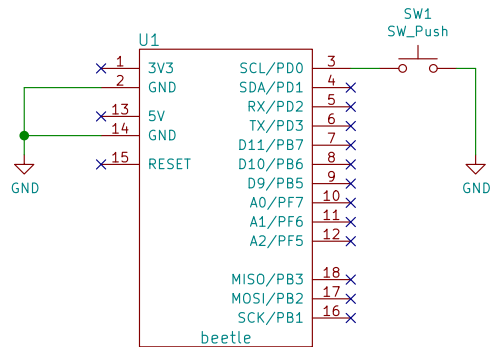 SW1
SW_Push
U1
1 3V3 SCL/PD0 3
2 GND SDA/PD1 4
RX/PD2 5
13 5V TX/PD3 6
14 GND D11/PB7 7
15 RESET D10/PB6 8
D9/PB5 9
A0/PF7 10
A1/PF6 11
A2/PF5 12
MISO/PB3 18
MOSI/PB2 17
SCK/PB1 16
beetle
GND
GND